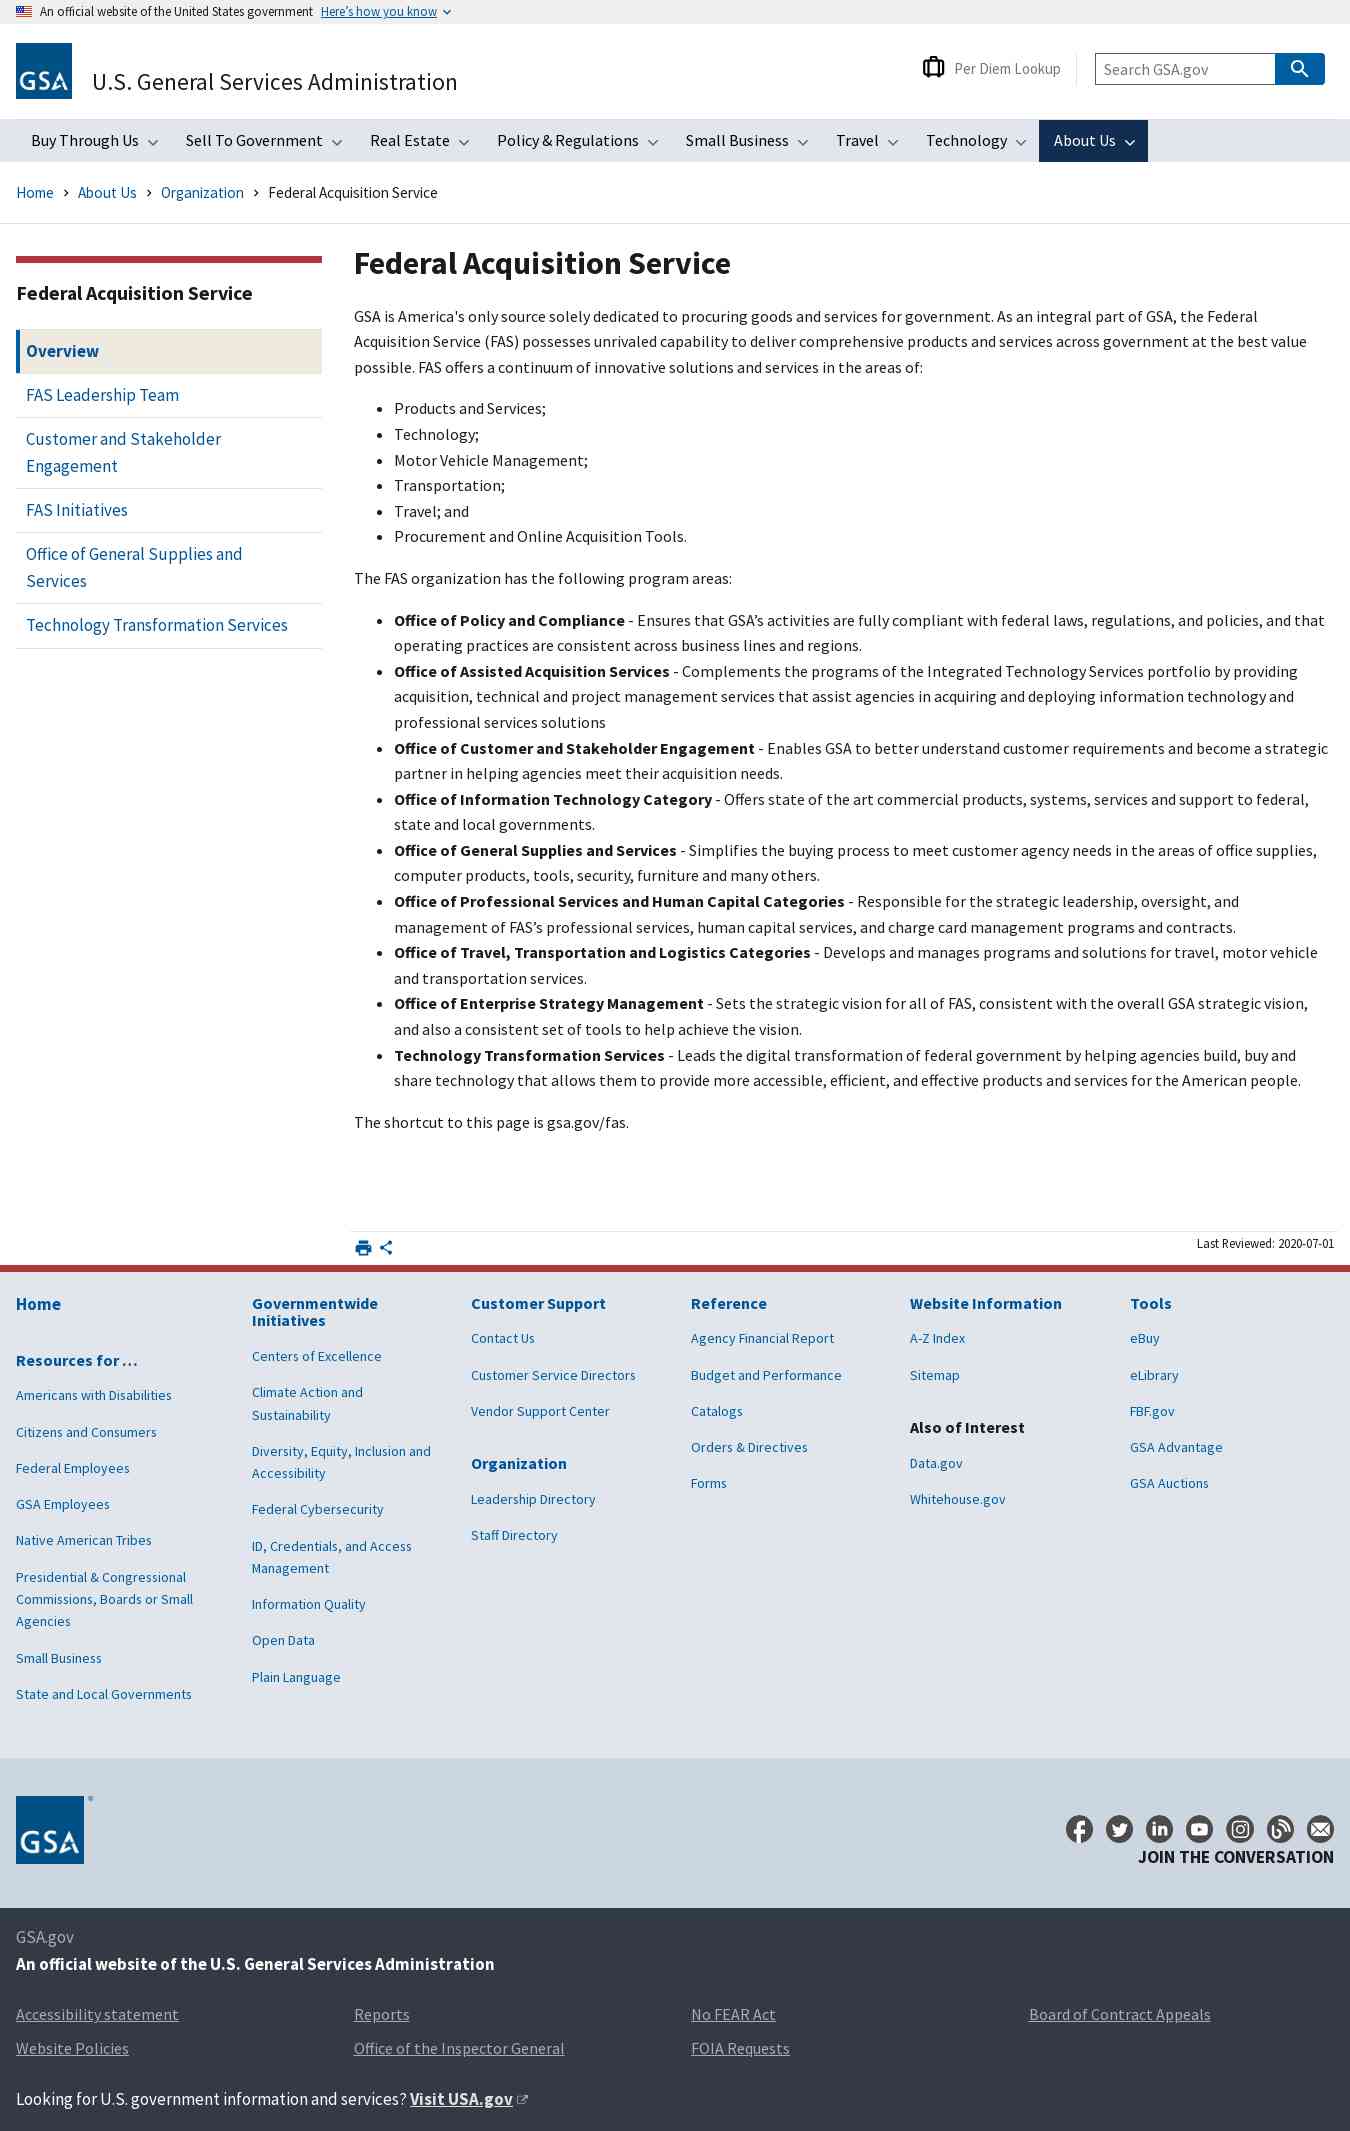 An official website of the United States government Here's how you know
GSA
U.S. General Services Administration
Per Diem Lookup
Search GSA.gov
Buy Through Us Sell To Government Real Estate Policy & Regulations Small Business Travel Technology About Us
Home > About Us > Organization > Federal Acquisition Service
Federal Acquisition Service
Overview
FAS Leadership Team
Customer and Stakeholder
Engagement
FAS Initiatives
Office of General Supplies and
Services
Technology Transformation Services
Federal Acquisition Service
GSA is America's only source solely dedicated to procuring goods and services for government. As an integral part of GSA, the Federal
Acquisition Service (FAS) possesses unrivaled capability to deliver comprehensive products and services across government at the best value
possible. FAS offers a continuum of innovative solutions and services in the areas of:
• Products and Services;
• Technology;
• Motor Vehicle Management;
• Transportation;
• Travel; and
• Procurement and Online Acquisition Tools.
The FAS organization has the following program areas:
• Office of Policy and Compliance - Ensures that GSA’s activities are fully compliant with federal laws, regulations, and policies, and that
operating practices are consistent across business lines and regions.
• Office of Assisted Acquisition Services - Complements the programs of the Integrated Technology Services portfolio by providing
acquisition, technical and project management services that assist agencies in acquiring and deploying information technology and
professional services solutions
• Office of Customer and Stakeholder Engagement - Enables GSA to better understand customer requirements and become a strategic
partner in helping agencies meet their acquisition needs.
• Office of Information Technology Category - Offers state of the art commercial products, systems, services and support to federal,
state and local governments.
• Office of General Supplies and Services - Simplifies the buying process to meet customer agency needs in the areas of office supplies,
computer products, tools, security, furniture and many others.
• Office of Professional Services and Human Capital Categories - Responsible for the strategic leadership, oversight, and
management of FAS’s professional services, human capital services, and charge card management programs and contracts.
• Office of Travel, Transportation and Logistics Categories - Develops and manages programs and solutions for travel, motor vehicle
and transportation services.
• Office of Enterprise Strategy Management - Sets the strategic vision for all of FAS, consistent with the overall GSA strategic vision,
and also a consistent set of tools to help achieve the vision.
• Technology Transformation Services - Leads the digital transformation of federal government by helping agencies build, buy and
share technology that allows them to provide more accessible, efficient, and effective products and services for the American people.
The shortcut to this page is gsa.gov/fas.
Last Reviewed: 2020-07-01
Home
Resources for …
Americans with Disabilities
Citizens and Consumers
Federal Employees
GSA Employees
Native American Tribes
Presidential & Congressional
Commissions, Boards or Small
Agencies
Small Business
State and Local Governments
Governmentwide
Initiatives
Centers of Excellence
Climate Action and
Sustainability
Diversity, Equity, Inclusion and
Accessibility
Federal Cybersecurity
ID, Credentials, and Access
Management
Information Quality
Open Data
Plain Language
Customer Support
Contact Us
Customer Service Directors
Vendor Support Center
Organization
Leadership Directory
Staff Directory
Reference
Agency Financial Report
Budget and Performance
Catalogs
Orders & Directives
Forms
Website Information
A-Z Index
Sitemap
Also of Interest
Data.gov
Whitehouse.gov
Tools
eBuy
eLibrary
FBF.gov
GSA Advantage
GSA Auctions
GSA®
JOIN THE CONVERSATION
GSA.gov
An official website of the U.S. General Services Administration
Accessibility statement Reports No FEAR Act Board of Contract Appeals
Website Policies Office of the Inspector General FOIA Requests
Looking for U.S. government information and services? Visit USA.gov